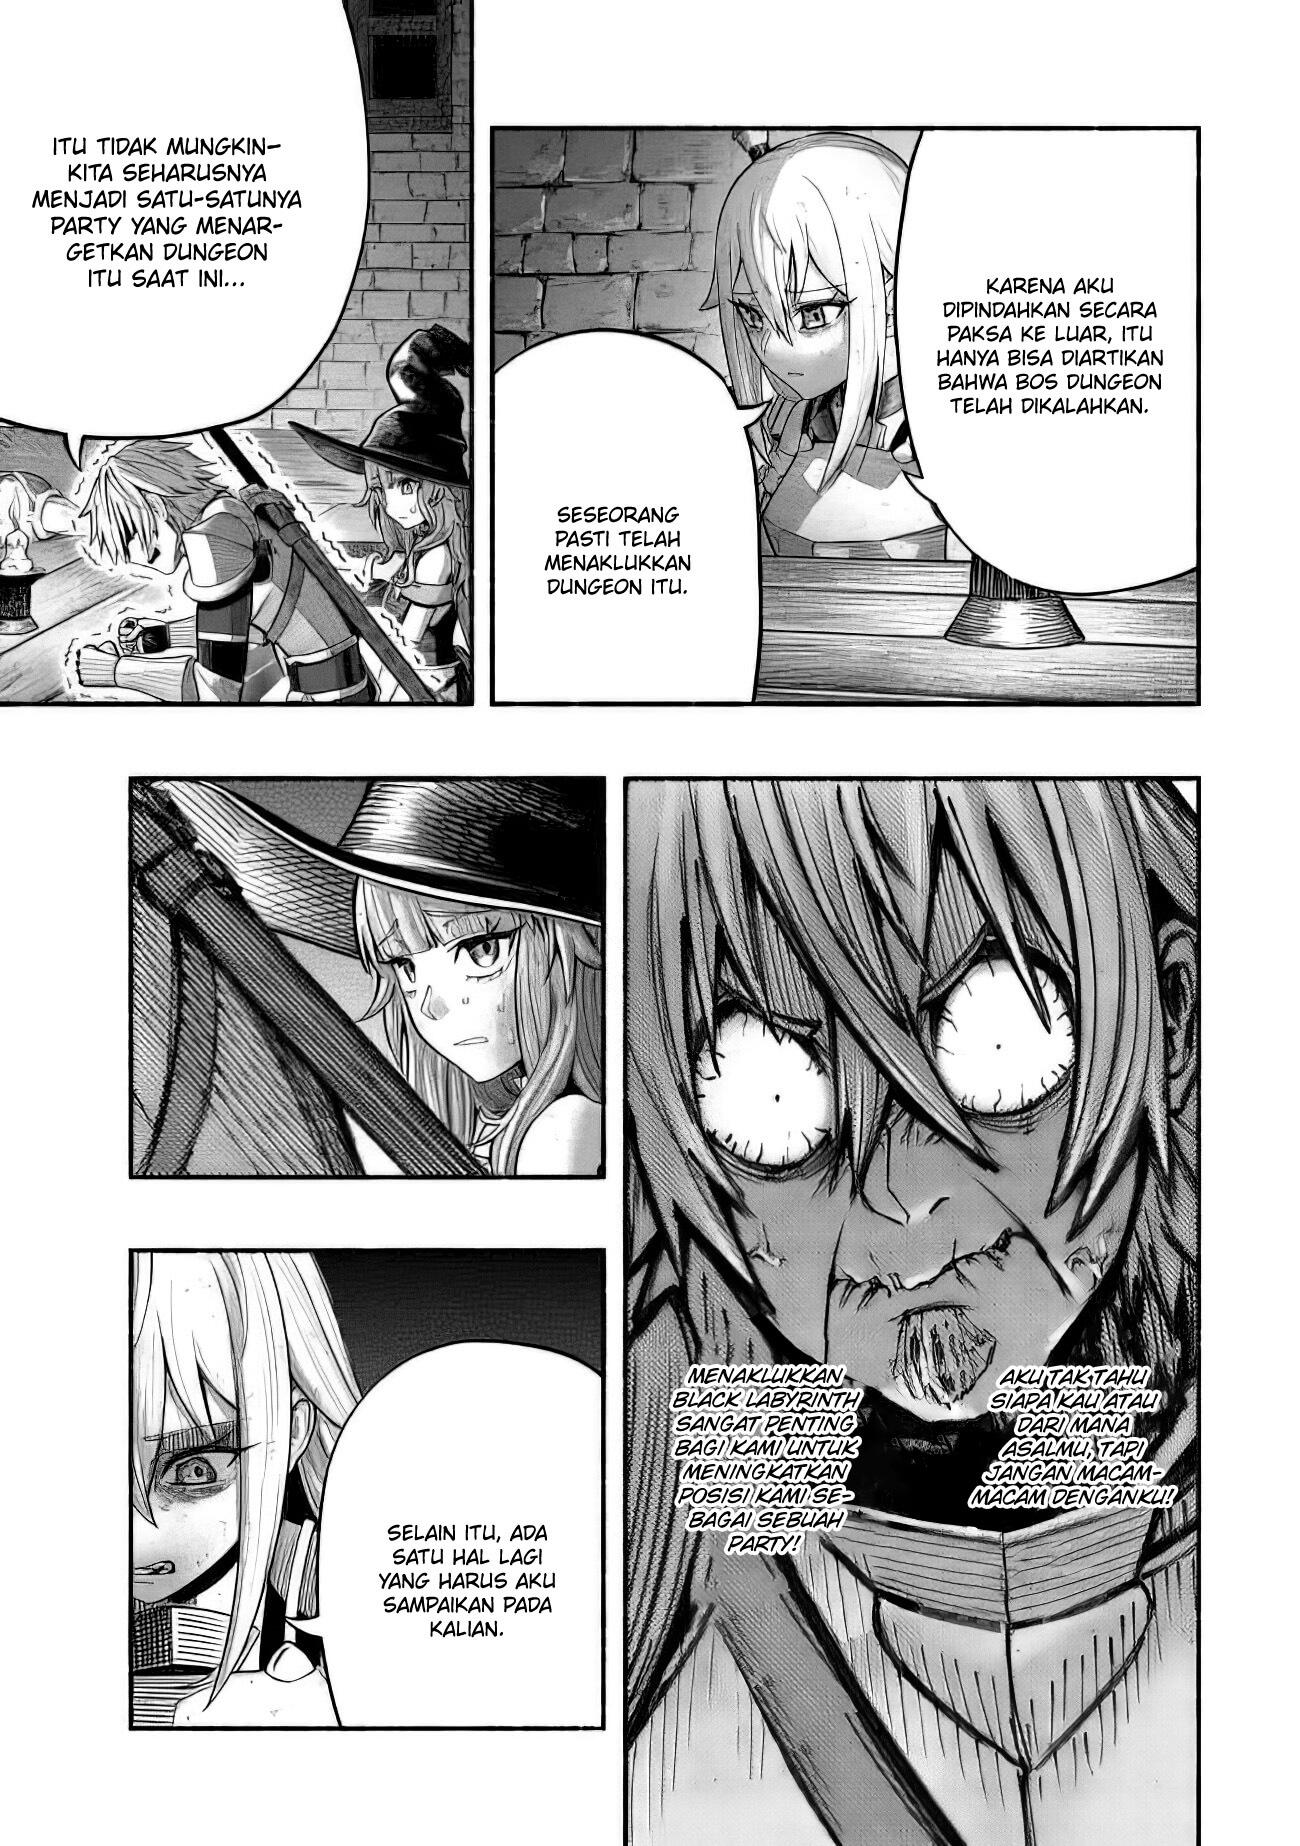 KARENA AKU
DIPINDAHKAN SECARA
PAKSA KE LUAR, ITU
HANYA BISA DIARTIKAN
BAHWA BOS DUNGEON
TELAH DIKALAHKAN.
SESEORANG
PASTI TELAH
MENAKLUKKAN
DUNGEON ITU.
ITU TIDAK MUNGKIN-
KITA SEHARUSNYA
MENJADI SATU-SATUNYA
PARTY YANG MENAR-
GETKAN DUNGEON
ITU SAAT INI...
AKU TAK TAHU
SIAPA KAU ATAU
DARI MANA
ASALMU, TAPI
JANGAN MACAM-
MACAM DENGANKU!
MENAKLUKKAN
BLACK LABYRINTH
SANGAT PENTING
BAGI KAMI UNTUK
MENINGKATKAN
POSISI KAMI SE-
BAGAI SEBUAH
PARTY!
SELAIN ITU, ADA
SATU HAL LAGI
YANG HARUS AKU
SAMPAIKAN PADA
KALIAN.